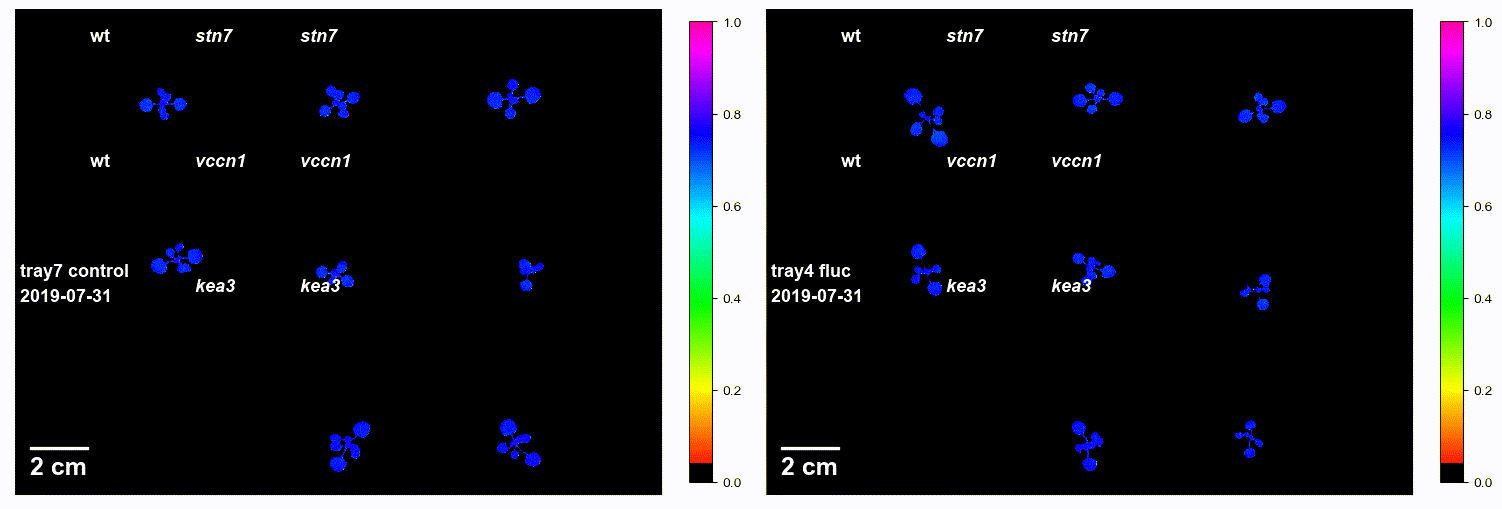 wt stn7 stn7
wt vccn1 vccn1
tray7 control
2019-07-31
kea3 kea3
2 cm
1.0
0.8
0.6
0.4
0.2
0.0
wt stn7 stn7
wt vccn1 vccn1
tray4 fluc
2019-07-31
kea3 kea3
2 cm
1.0
0.8
0.6
0.4
0.2
0.0